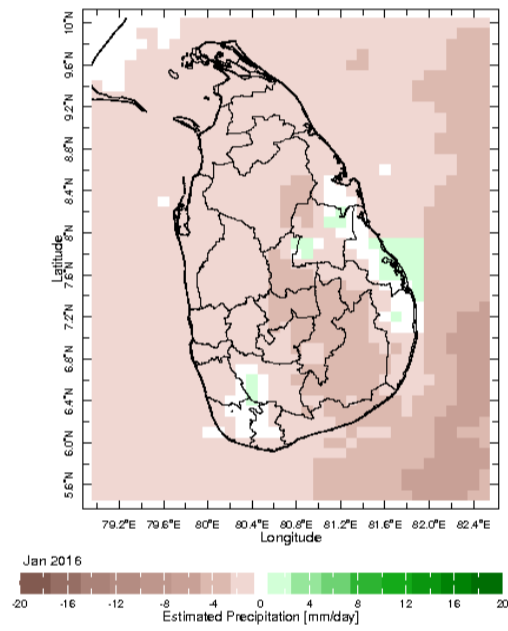 10°N
9.6°N
9.2°N
8.8°N
8.4°N
8°N
7.6°N
7.2°N
6.8°N
6.4°N
6.0°N
5.6°N
Latitude
79.2°E 79.6°E 80°E 80.4°E 80.8°E 81.2°E 81.6°E 82.0°E 82.4°E
Longitude
Jan 2016
-20 -16 -12 -8 -4 0 4 8 12 16 20
Estimated Precipitation [mm/day]